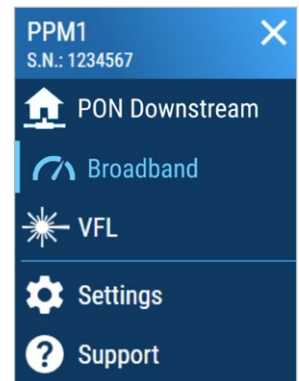 PPM1
S.N.: 1234567
PON Downstream
Broadband
VFL
Settings
Support